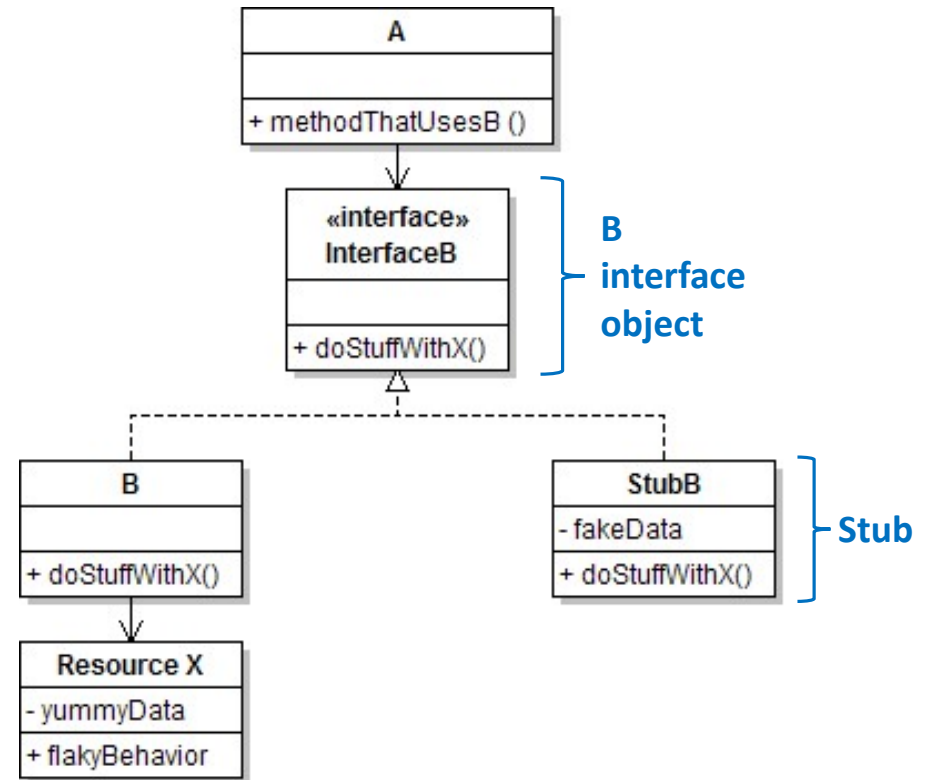 A
+ methodThatUsesB ()
«interface»
InterfaceB
+ doStuffWithX()
B
interface
object
B
+ doStuffWithX()
StubB
- fakeData
+ doStuffWithX()
Stub
Resource X
- yummyData
+ flakyBehavior